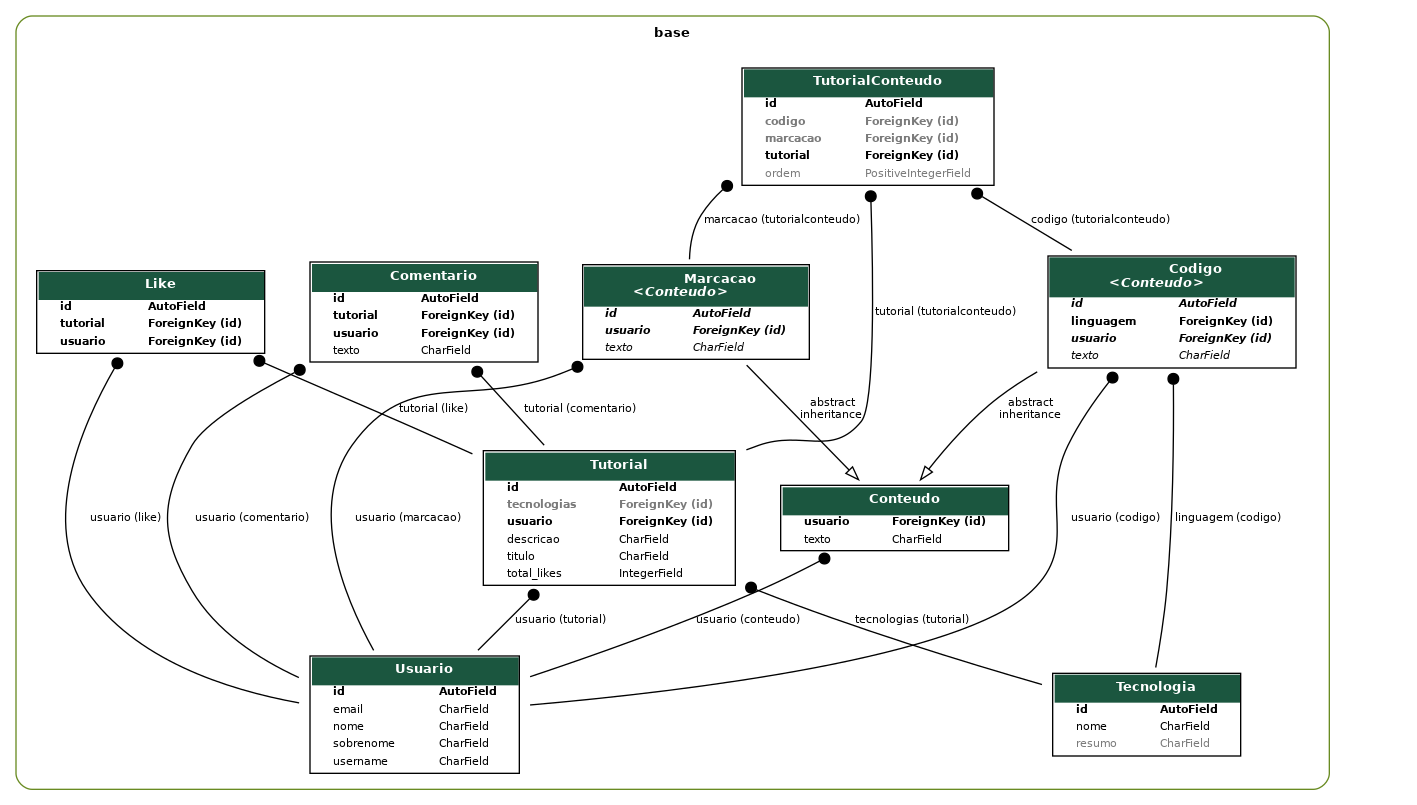 base
TutorialConteudo
id AutoField
codigo ForeignKey (id)
marcacao ForeignKey (id)
tutorial ForeignKey (id)
ordem PositiveIntegerField
marcacao (tutorialconteudo)
codigo (tutorialconteudo)
tutorial (tutorialconteudo)
Like
id AutoField
tutorial ForeignKey (id)
usuario ForeignKey (id)
Comentario
id AutoField
tutorial ForeignKey (id)
usuario ForeignKey (id)
texto CharField
Marcacao
<Conteudo>
id AutoField
usuario ForeignKey (id)
texto CharField
Codigo
<Conteudo>
id AutoField
linguagem ForeignKey (id)
usuario ForeignKey (id)
texto CharField
tutorial (like)
tutorial (comentario)
abstract
inheritance
abstract
inheritance
Tutorial
id AutoField
tecnologias ForeignKey (id)
usuario ForeignKey (id)
descricao CharField
titulo CharField
total_likes IntegerField
Conteudo
usuario ForeignKey (id)
texto CharField
usuario (like)
usuario (comentario)
usuario (marcacao)
usuario (codigo)
linguagem (codigo)
usuario (tutorial)
usuario (conteudo)
tecnologias (tutorial)
Usuario
id AutoField
email CharField
nome CharField
sobrenome CharField
username CharField
Tecnologia
id AutoField
nome CharField
resumo CharField